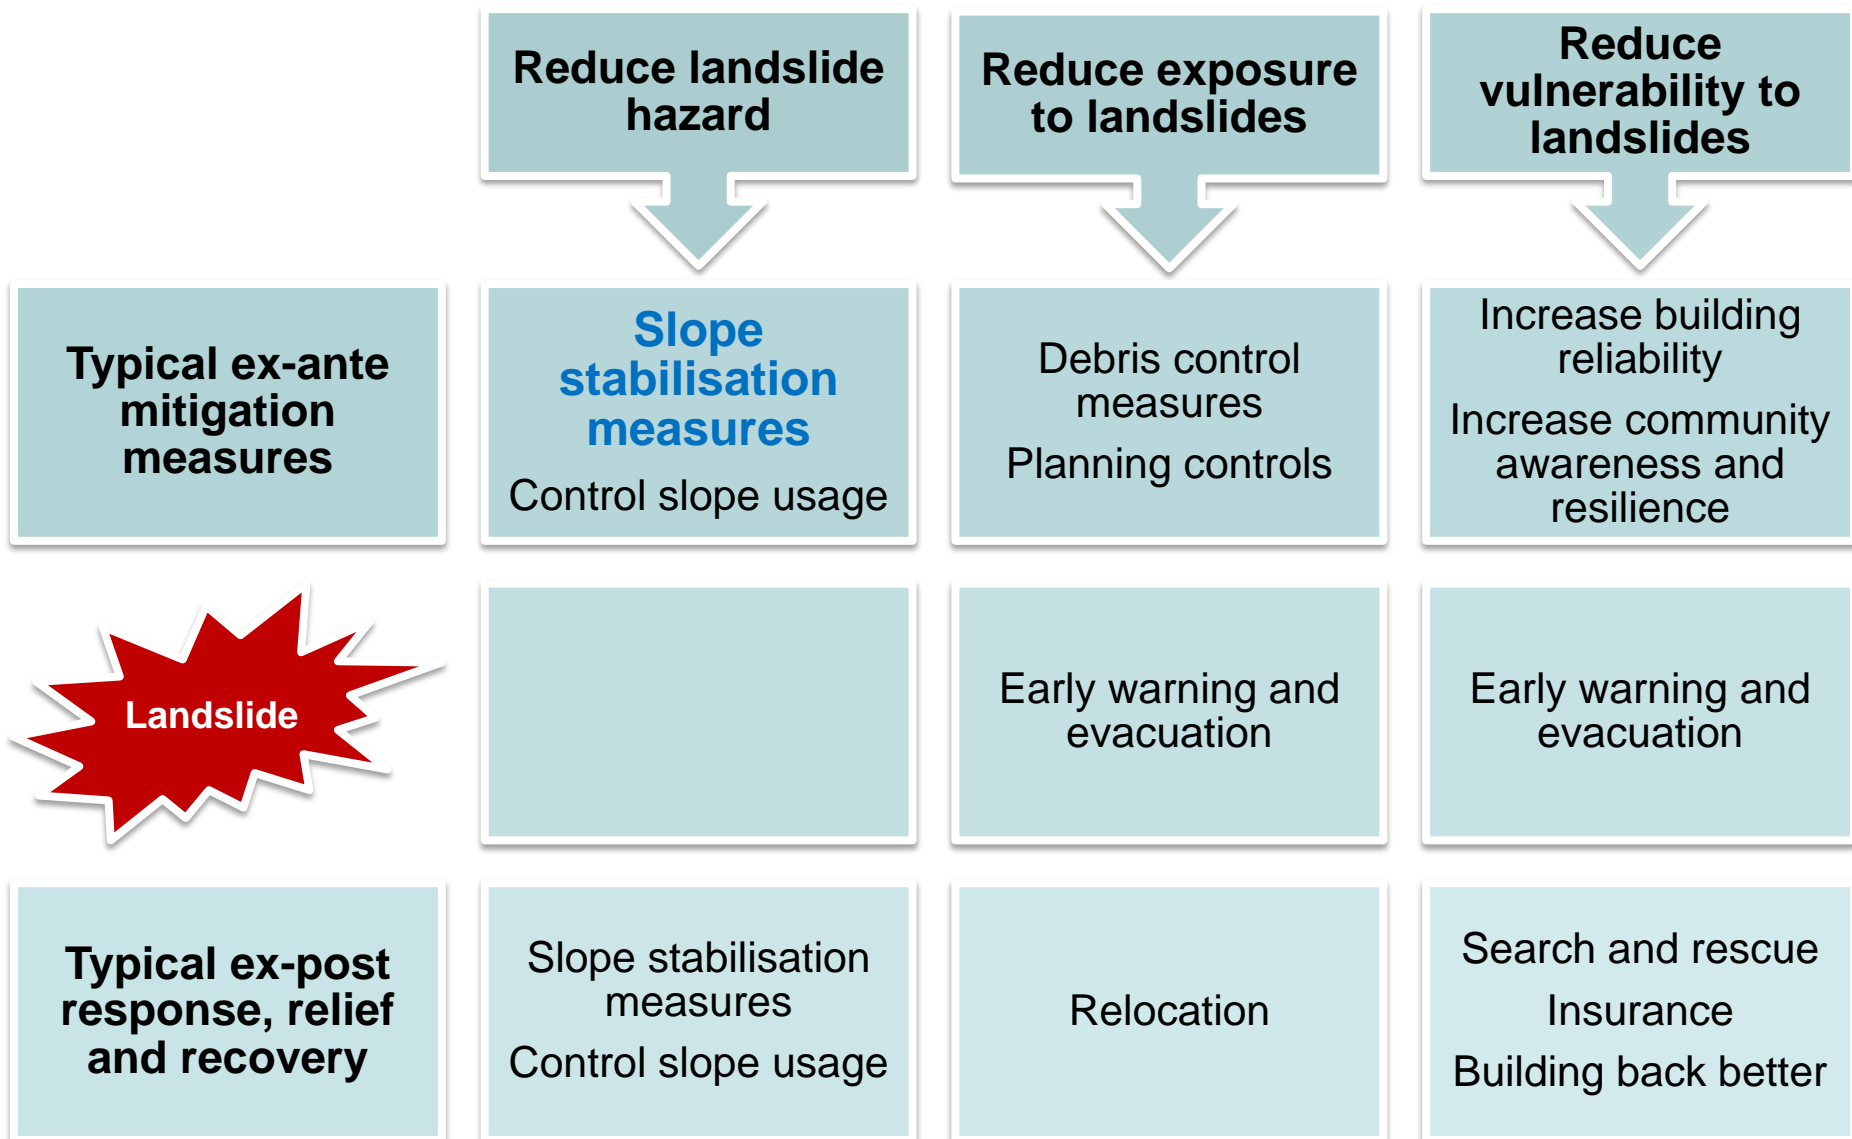 Reduce landslide
hazard
Reduce exposure
to landslides
Reduce
vulnerability to
landslides
Typical ex-ante
mitigation
measures
Slope
stabilisation
measures
Control slope usage
Debris control
measures
Planning controls
Increase building
reliability
Increase community
awareness and
resilience
Landslide
Early warning and
evacuation
Early warning and
evacuation
Typical ex-post
response, relief
and recovery
Slope stabilisation
measures
Control slope usage
Relocation
Search and rescue
Insurance
Building back better